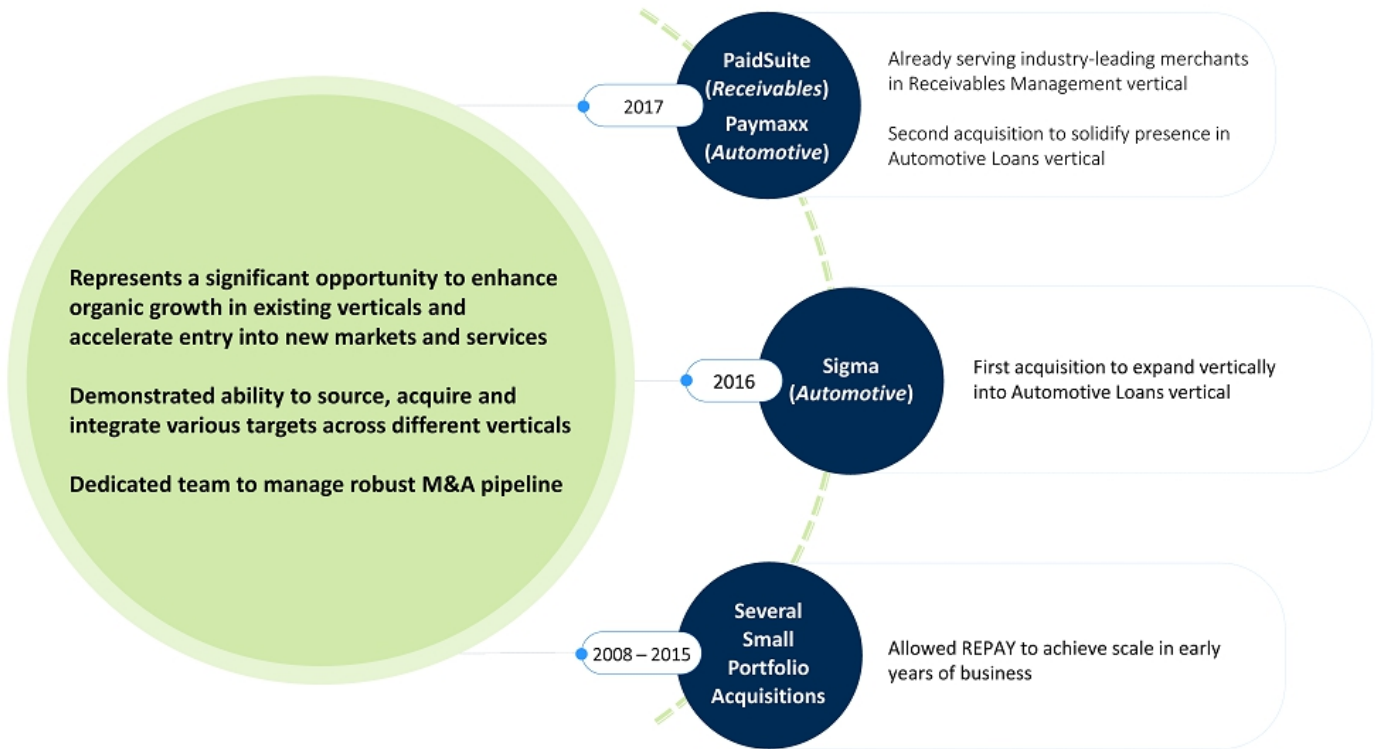 Represents a significant opportunity to enhance
organic growth in existing verticals and
accelerate entry into new markets and services
Demonstrated ability to source, acquire and
integrate various targets across different verticals
Dedicated team to manage robust M&A pipeline
2017
PaidSuite
(Receivables)
Paymaxx
(Automotive)
Already serving industry-leading merchants
in Receivables Management vertical
Second acquisition to solidify presence in
Automotive Loans vertical
2016
Sigma
(Automotive)
First acquisition to expand vertically
into Automotive Loans vertical
2008 – 2015
Several
Small
Portfolio
Acquisitions
Allowed REPAY to achieve scale in early
years of business